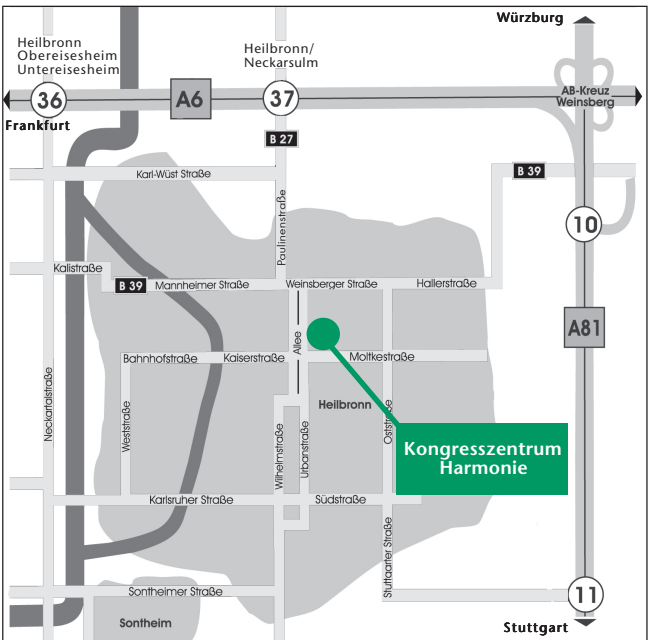 Würzburg
Heilbronn
Obereisesheim
Untereisesheim
Heilbronn/
Neckarsulm
36
A6
37
AB-Kreuz
Weinsberg
Frankfurt
B 27
Karl-Wüst Straße
B 39
Paulinenstraße
10
Kalistraße
B 39
Mannheimer Straße
Weinsberger Straße
Hallerstraße
A81
Allee
Bahnhofstraße
Kaiserstraße
Moltkestraße
Neckartalstraße
Weststraße
Heilbronn
Oststraße
Wilhelmstraße
Urbanstraße
Kongresszentrum
Harmonie
Karlsruher Straße
Südstraße
Stuttgarter Straße
Sontheimer Straße
11
Sontheim
Stuttgart